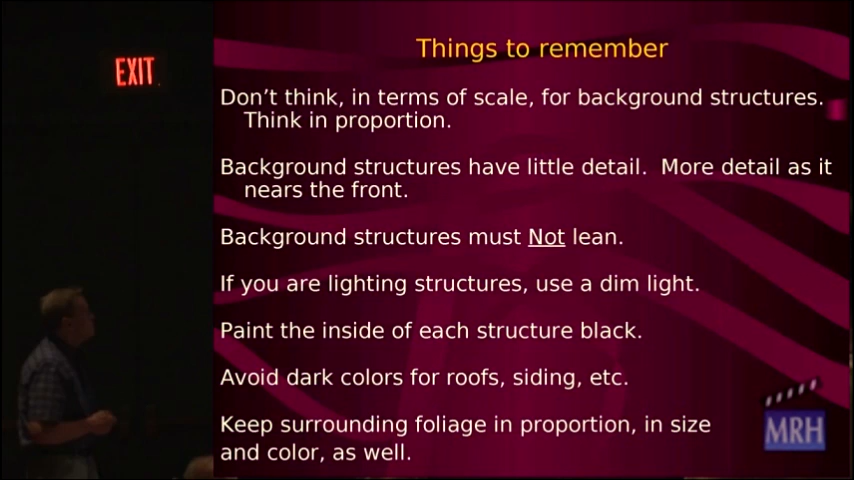 Things to remember
EXIT
Don't think, in terms of scale, for background structures.
Think in proportion.
Background structures have little detail.  More detail as it
nears the front.
Background structures must Not lean.
If you are lighting structures, use a dim light.
Paint the inside of each structure black.
Avoid dark colors for roofs, siding, etc.
Keep surrounding foliage in proportion, in size
and color, as well.
MRH